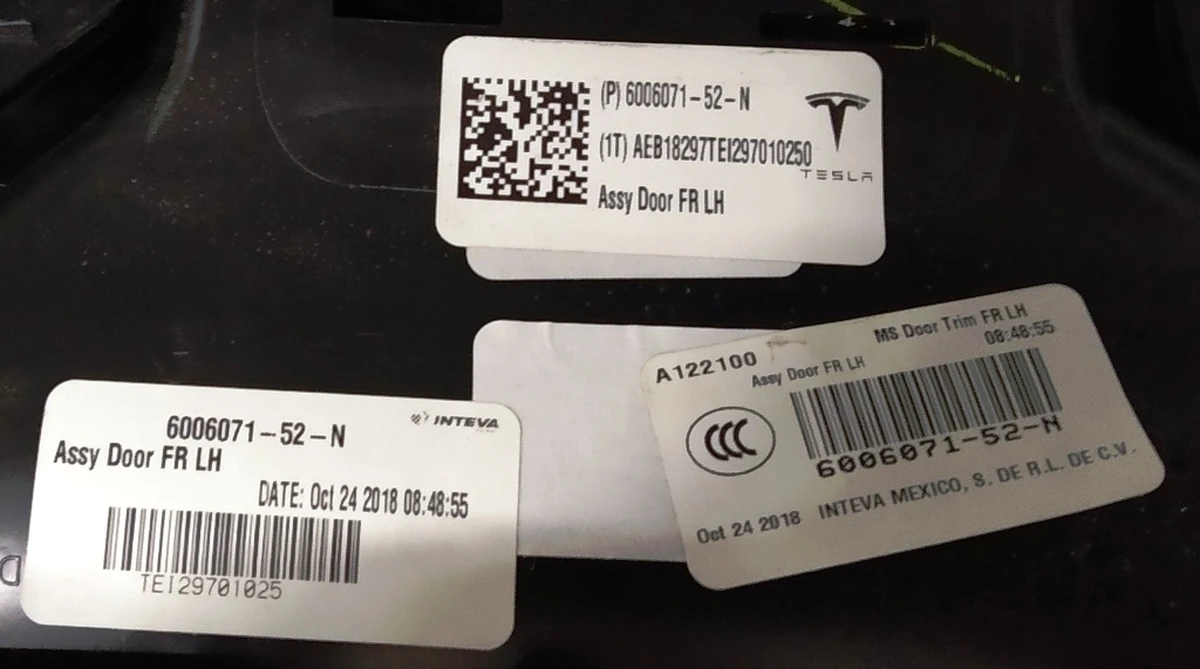 (P) 6006071-52-N
(1T) AEB18297TEI297010250
TESLA
Assy Door FR LH
6006071-52-N
INTEVA
Assy Door FR LH
DATE: Oct 24 2018 08:48:55
TEI29701025
MS Door Trim FR LH
08:48:55
A122100
Assy Door FR LH
CCC
6006071-52-N
Oct 24 2018 INTEVA MEXICO, S. DE R.L. DE C.V.